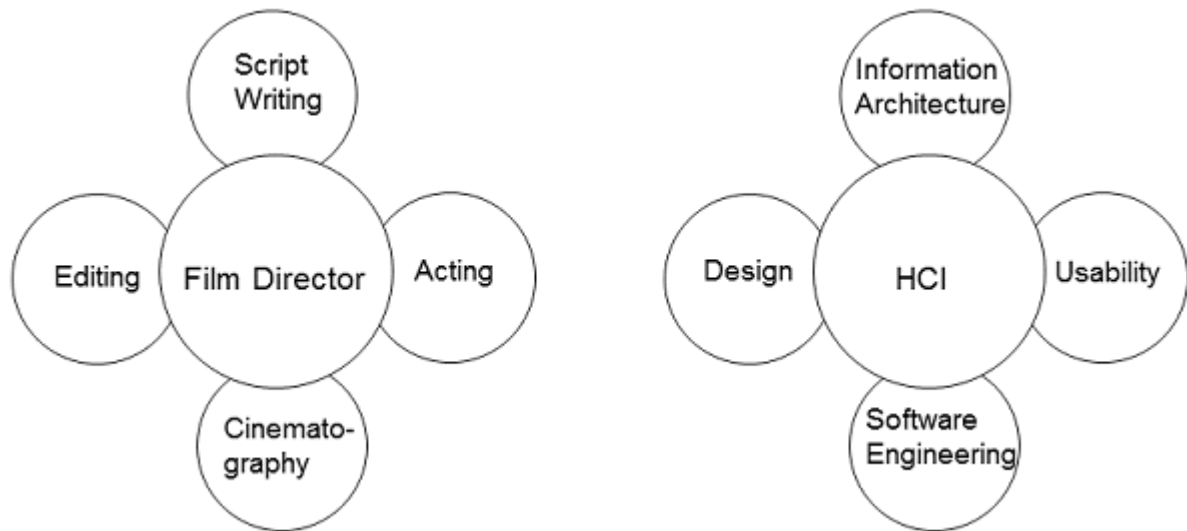 Script
Writing
Editing
Film Director
Acting
Cinemato-
graphy
Information
Architecture
Design
HCI
Usability
Software
Engineering